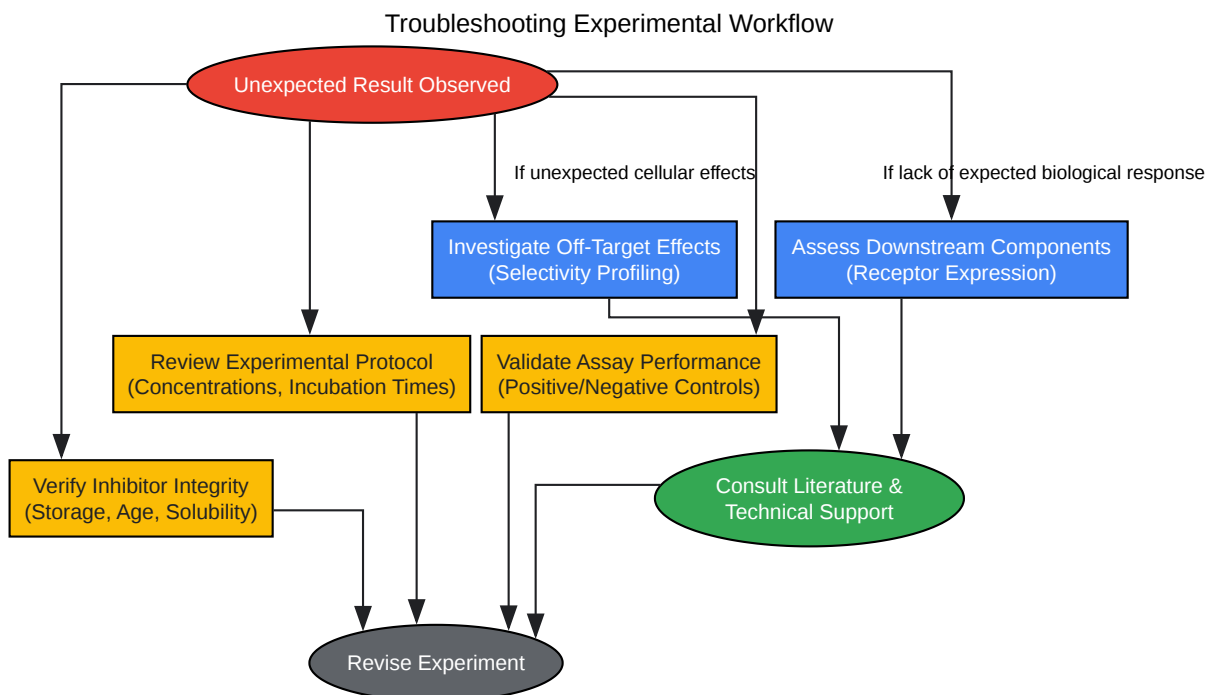 Troubleshooting Experimental Workflow
Unexpected Result Observed
If unexpected cellular effects
If lack of expected biological response
Investigate Off-Target Effects
(Selectivity Profiling)
Assess Downstream Components
(Receptor Expression)
Review Experimental Protocol
(Concentrations, Incubation Times)
Validate Assay Performance
(Positive/Negative Controls)
Verify Inhibitor Integrity
(Storage, Age, Solubility)
Consult Literature &
Technical Support
Revise Experiment